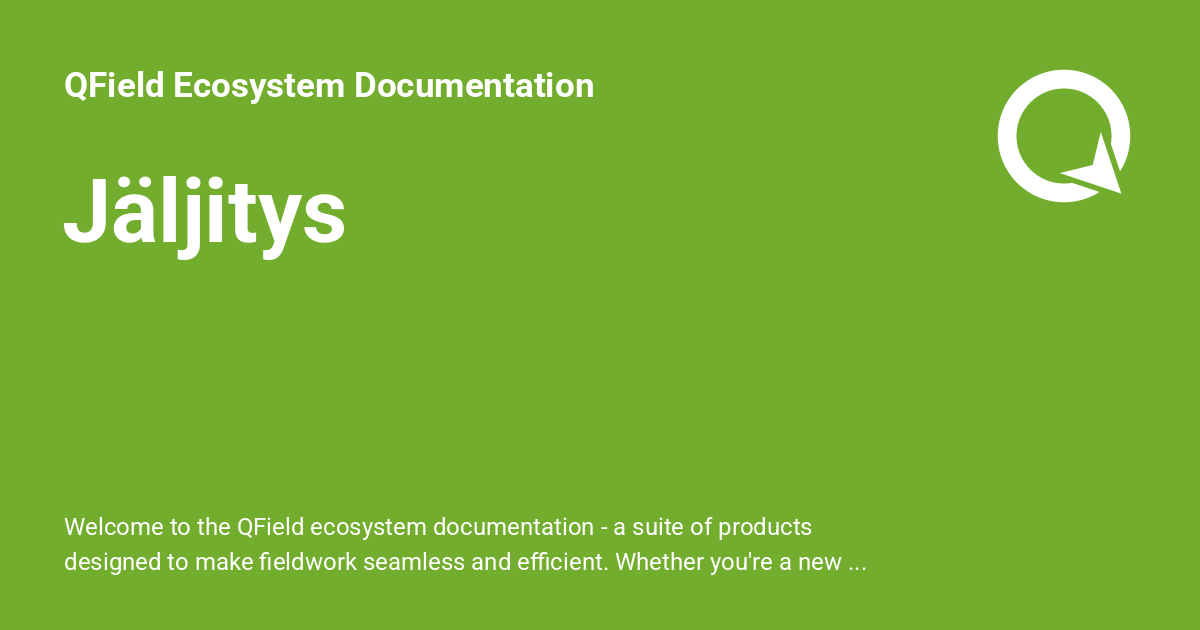 QField Ecosystem Documentation
Jäljitys
Welcome to the QField ecosystem documentation - a suite of products
designed to make fieldwork seamless and efficient. Whether you're a new ...